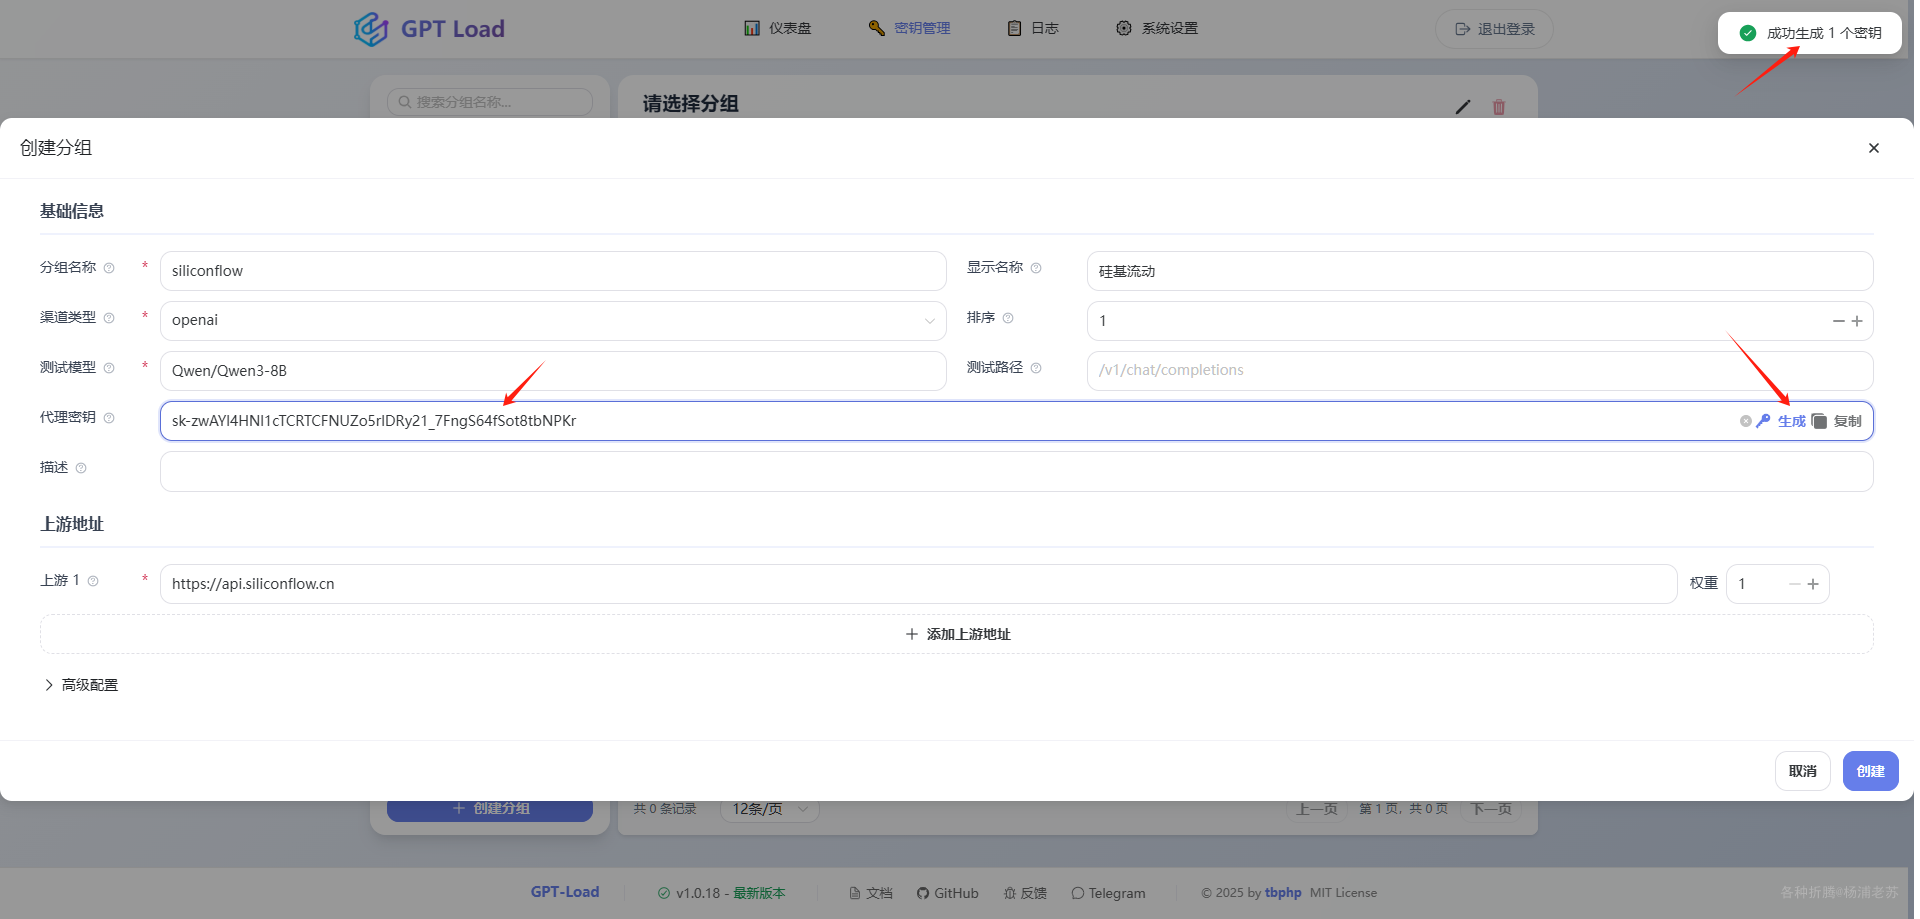 GPT Load
仪表盘
密钥管理
日志
系统设置
退出登录
成功生成 1 个密钥
搜索分组名称...
请选择分组
创建分组
基础信息
分组名称 * siliconflow
显示名称 硅基流动
渠道类型 * openai
排序 1
测试模型 * Qwen/Qwen3-8B
测试路径 /v1/chat/completions
代理密钥 sk-zwAYl4HNI1cTCRTCFNUZo5rlDRy21_7FngS64fSot8tbNPKr 生成 复制
描述
上游地址
上游 1 * https://api.siliconflow.cn 权重 1
添加上游地址
高级配置
取消 创建
创建分组
共 0 条记录 12条/页 上一页 第 1 页, 共 0 页 下一页
GPT-Load v1.0.18 - 最新版本 文档 GitHub 反馈 Telegram © 2025 by tbphp MIT License
各种折腾#杨浦老苏